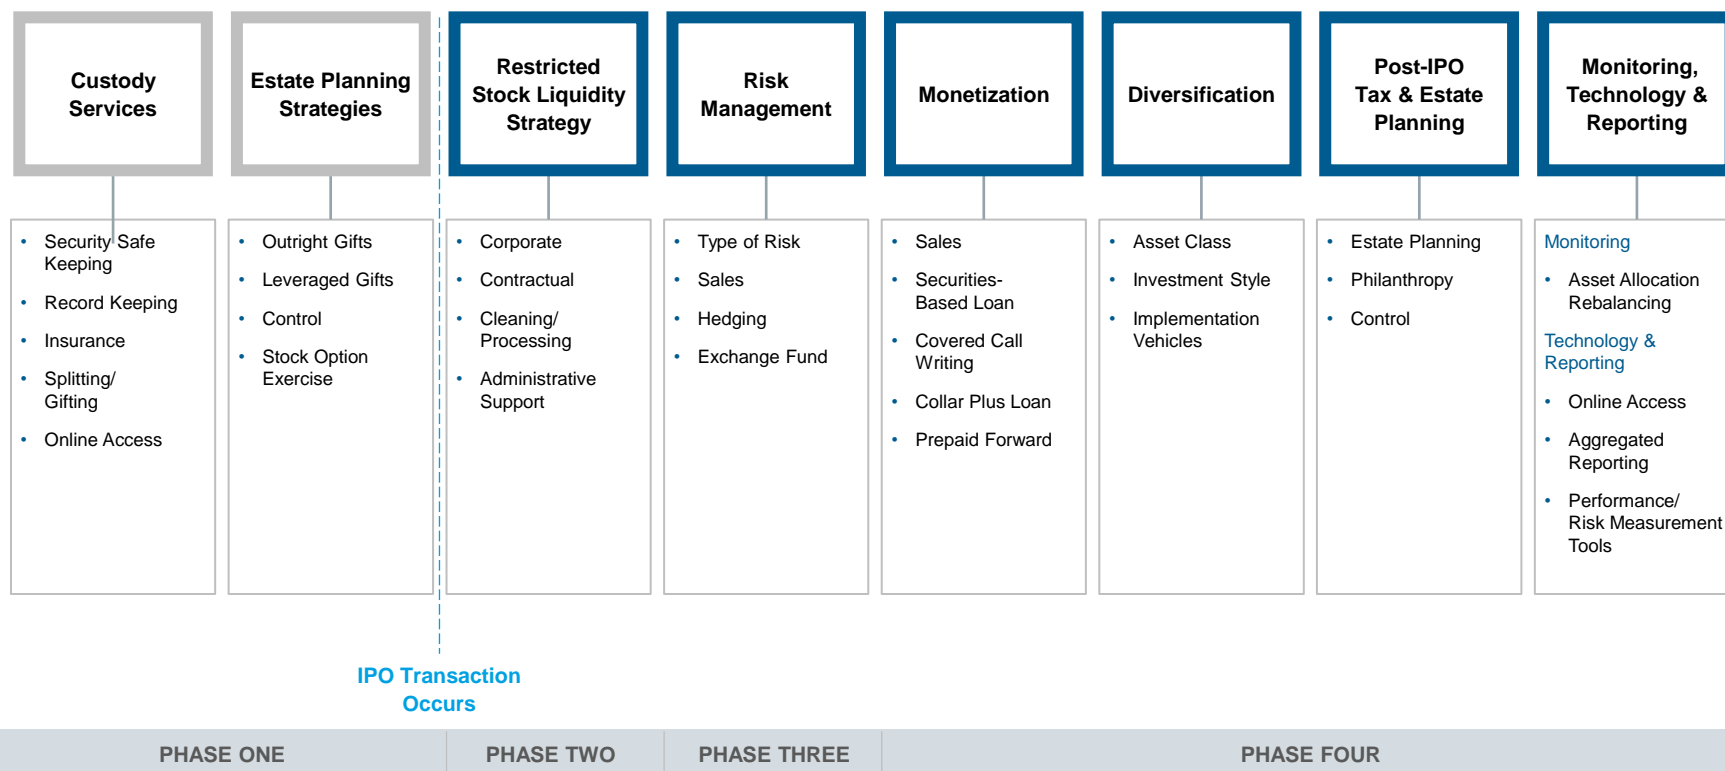 Custody
Services
Estate Planning
Strategies
Restricted
Stock Liquidity
Strategy
Risk
Management
Monetization
Diversification
Post-IPO
Tax & Estate
Planning
Monitoring,
Technology &
Reporting
• Security Safe
Keeping
• Record Keeping
• Insurance
• Splitting/
Gifting
• Online Access
• Outright Gifts
• Leveraged Gifts
• Control
• Stock Option
Exercise
• Corporate
• Contractual
• Cleaning/
Processing
• Administrative
Support
• Type of Risk
• Sales
• Hedging
• Exchange Fund
• Sales
• Securities-
Based Loan
• Covered Call
Writing
• Collar Plus Loan
• Prepaid Forward
• Asset Class
• Investment Style
• Implementation
Vehicles
• Estate Planning
• Philanthropy
• Control
Monitoring
• Asset Allocation
Rebalancing
Technology &
Reporting
• Online Access
• Aggregated
Reporting
• Performance/
Risk Measurement
Tools
IPO Transaction
Occurs
PHASE ONE
PHASE TWO
PHASE THREE
PHASE FOUR